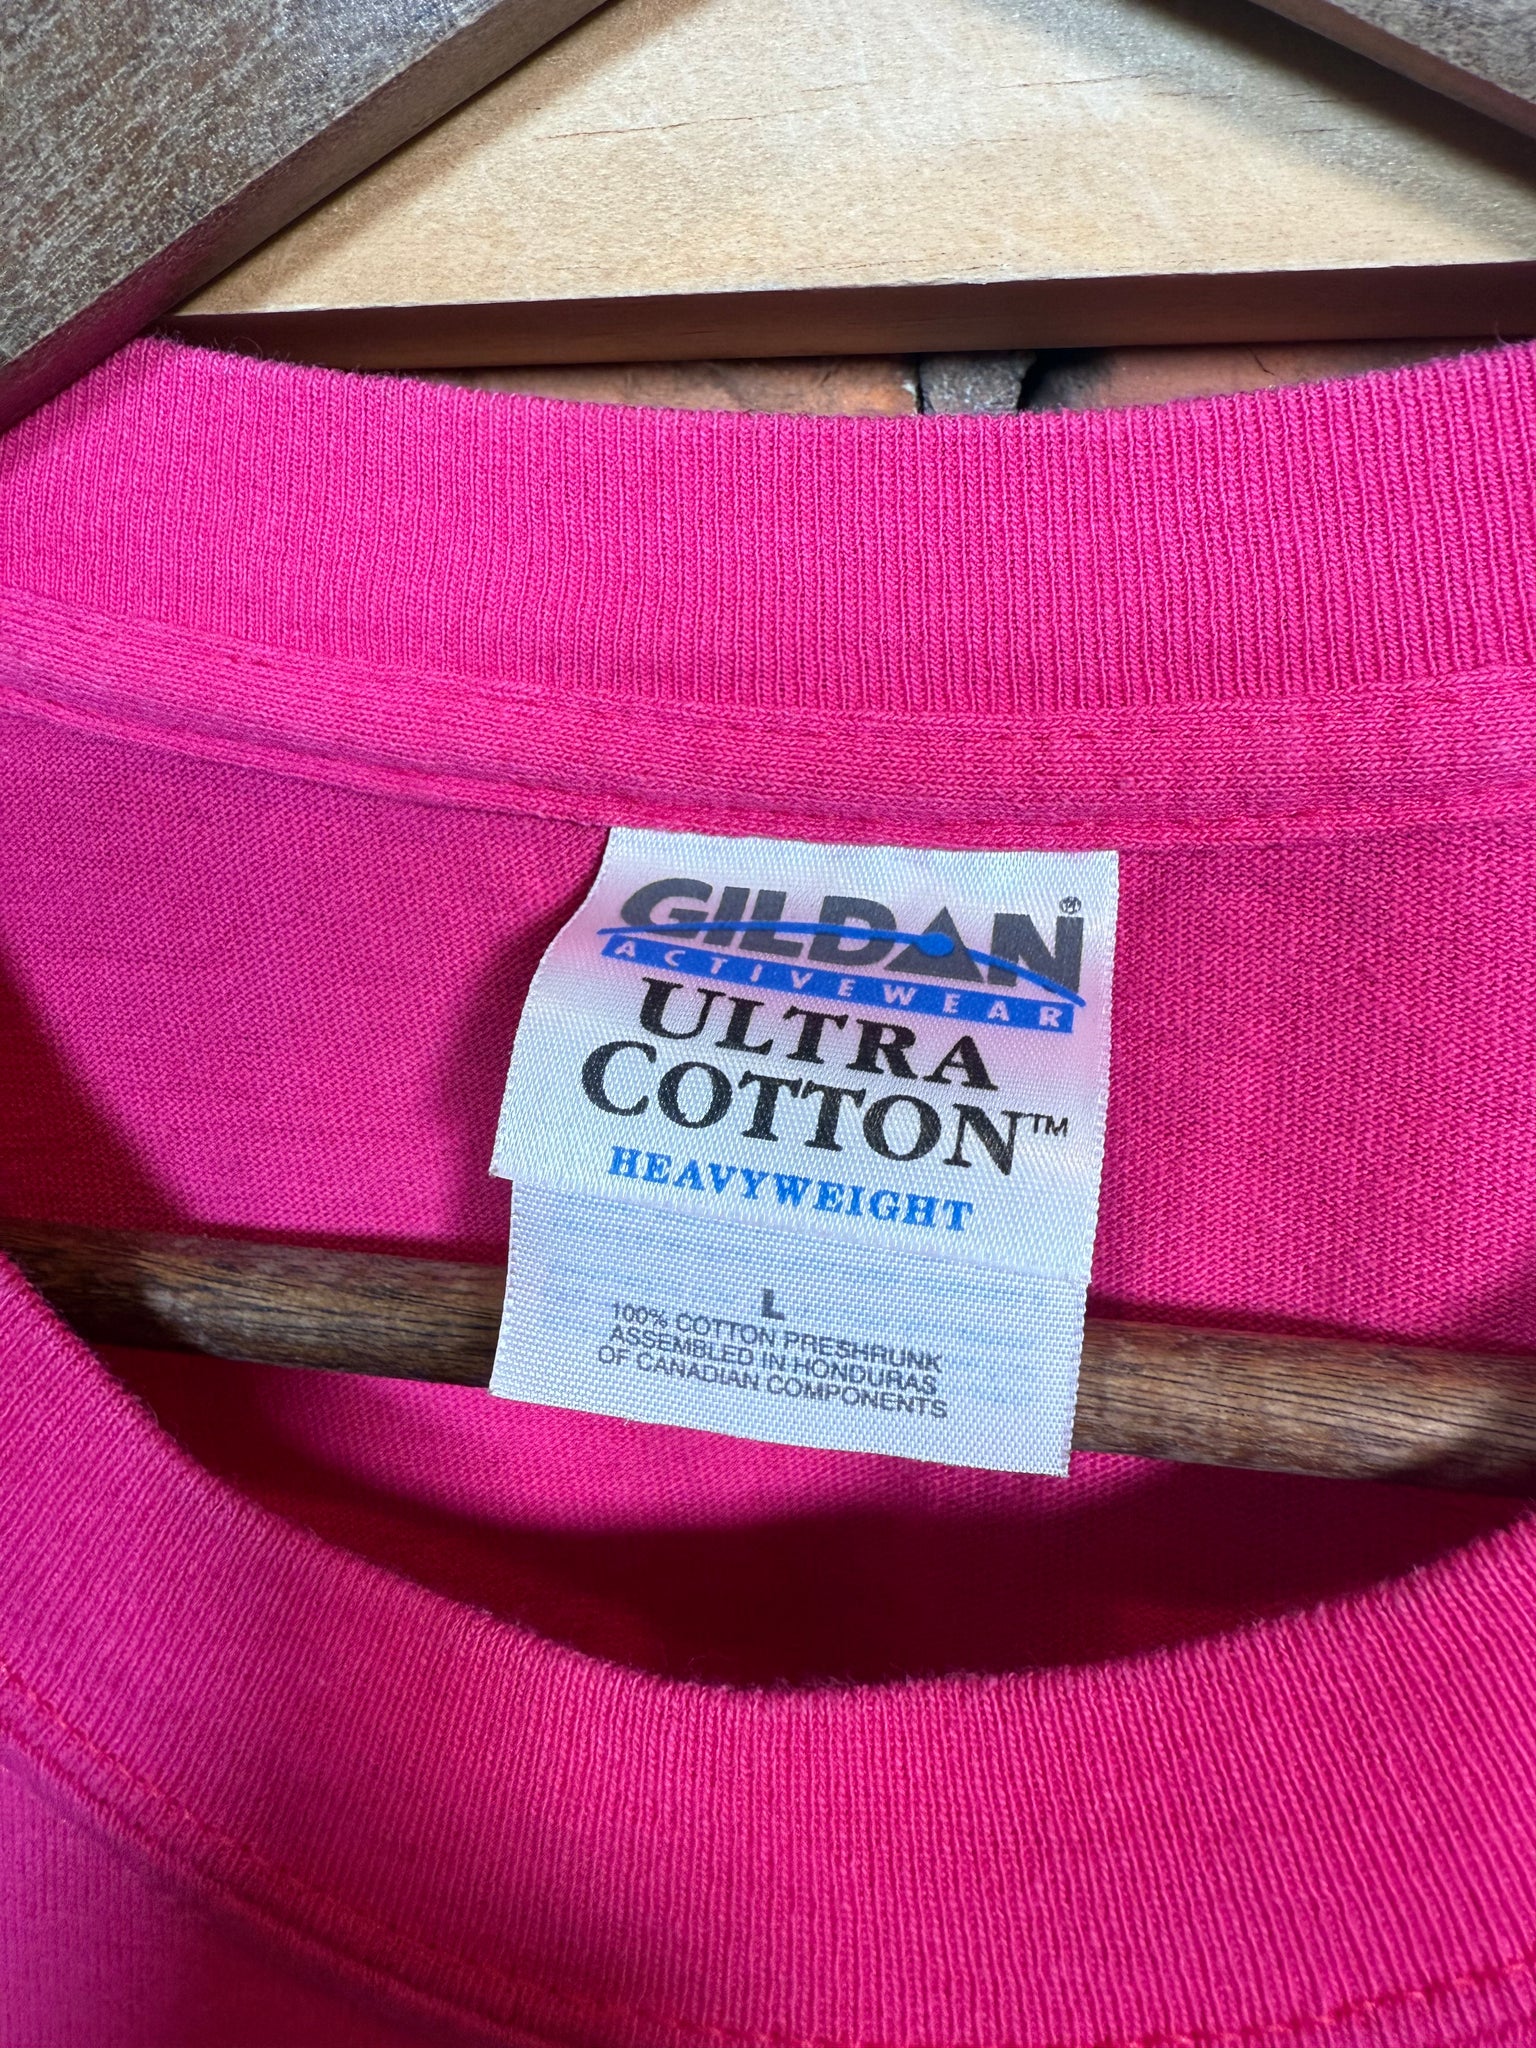 GILDAN®
ACTIVEWEAR
ULTRA
COTTON™
HEAVYWEIGHT
L
100% COTTON PRESHRUNK
ASSEMBLED IN HONDURAS
OF CANADIAN COMPONENTS